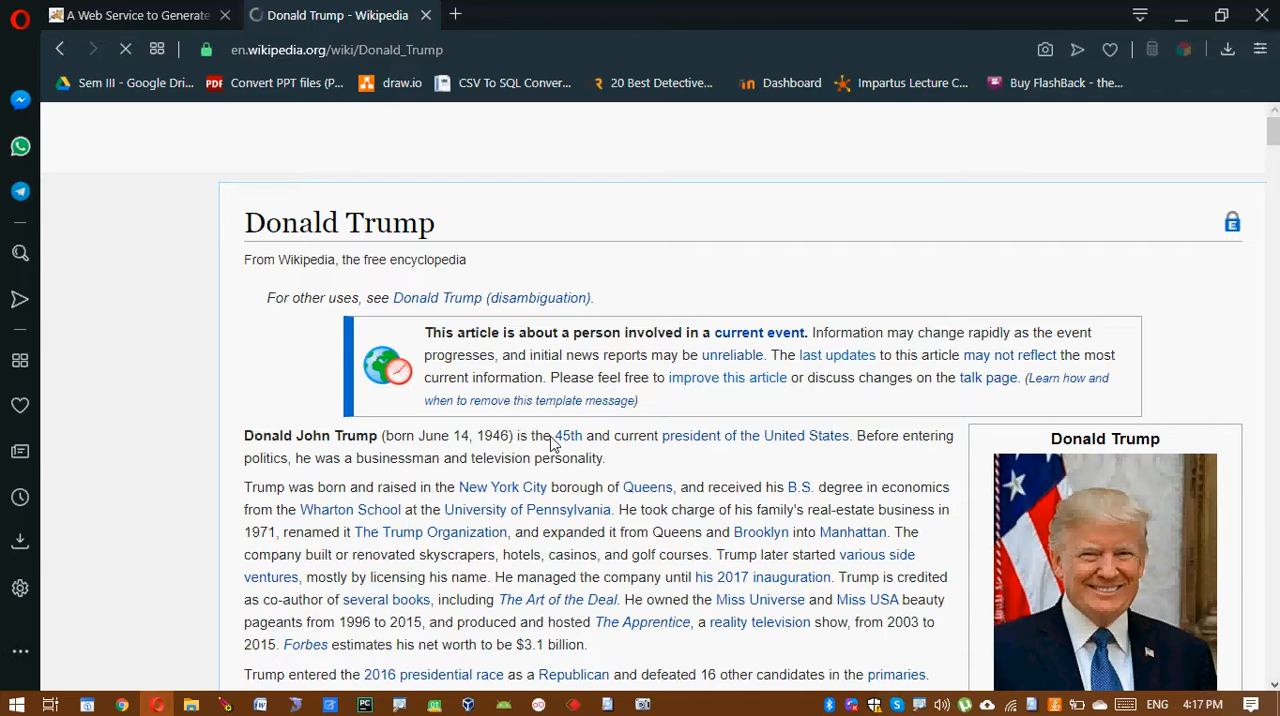 A Web Service to Generate
Donald Trump - Wikipedia
en.wikipedia.org/wiki/Donald_Trump
Sem III - Google Dri...
PDF
Convert PPT files (P...
draw.io
CSV To SQL Conver...
20 Best Detective...
in
Dashboard
Impartus Lecture C...
Buy FlashBack - the...
Donald Trump
E
From Wikipedia, the free encyclopedia
For other uses, see Donald Trump (disambiguation).
This article is about a person involved in a current event. Information may change rapidly as the event
progresses, and initial news reports may be unreliable. The last updates to this article may not reflect the most
current information. Please feel free to improve this article or discuss changes on the talk page. (Learn how and
when to remove this template message)
Donald John Trump (born June 14, 1946) is the 45th and current president of the United States. Before entering
politics, he was a businessman and television personality.
Donald Trump
Trump was born and raised in the New York City borough of Queens, and received his B.S. degree in economics
from the Wharton School at the University of Pennsylvania. He took charge of his family's real-estate business in
1971, renamed it The Trump Organization, and expanded it from Queens and Brooklyn into Manhattan. The
company built or renovated skyscrapers, hotels, casinos, and golf courses. Trump later started various side
ventures, mostly by licensing his name. He managed the company until his 2017 inauguration. Trump is credited
as co-author of several books, including The Art of the Deal. He owned the Miss Universe and Miss USA beauty
pageants from 1996 to 2015, and produced and hosted The Apprentice, a reality television show, from 2003 to
2015. Forbes estimates his net worth to be $3.1 billion.
Trump entered the 2016 presidential race as a Republican and defeated 16 other candidates in the primaries.
PC
ENG
4:17 PM